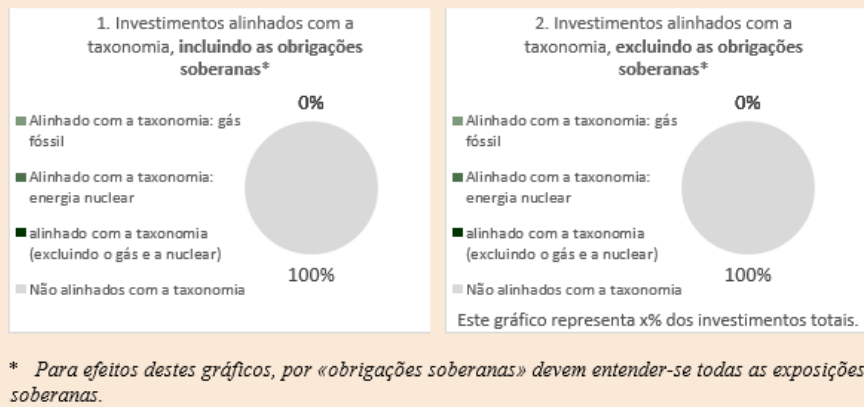 1. Investimentos alinhados com a
taxonomia, incluindo as obrigações
soberanas*
0%
Alinhado com a taxonomia: gás
fóssil
Alinhado com a taxonomia:
energia nuclear
alinhado com a taxonomia
(excluindo o gás e a nuclear)
100%
Não alinhados com a taxonomia
2. Investimentos alinhados com a
taxonomia, excluindo as obrigações
soberanas*
0%
Alinhado com a taxonomia: gás
fóssil
Alinhado com a taxonomia:
energia nuclear
alinhado com a taxonomia
(excluindo o gás e a nuclear)
100%
Não alinhados com a taxonomia
Este gráfico representa x% dos investimentos totais.
* Para efeitos destes gráficos, por «obrigações soberanas» devem entender-se todas as exposições
soberanas.